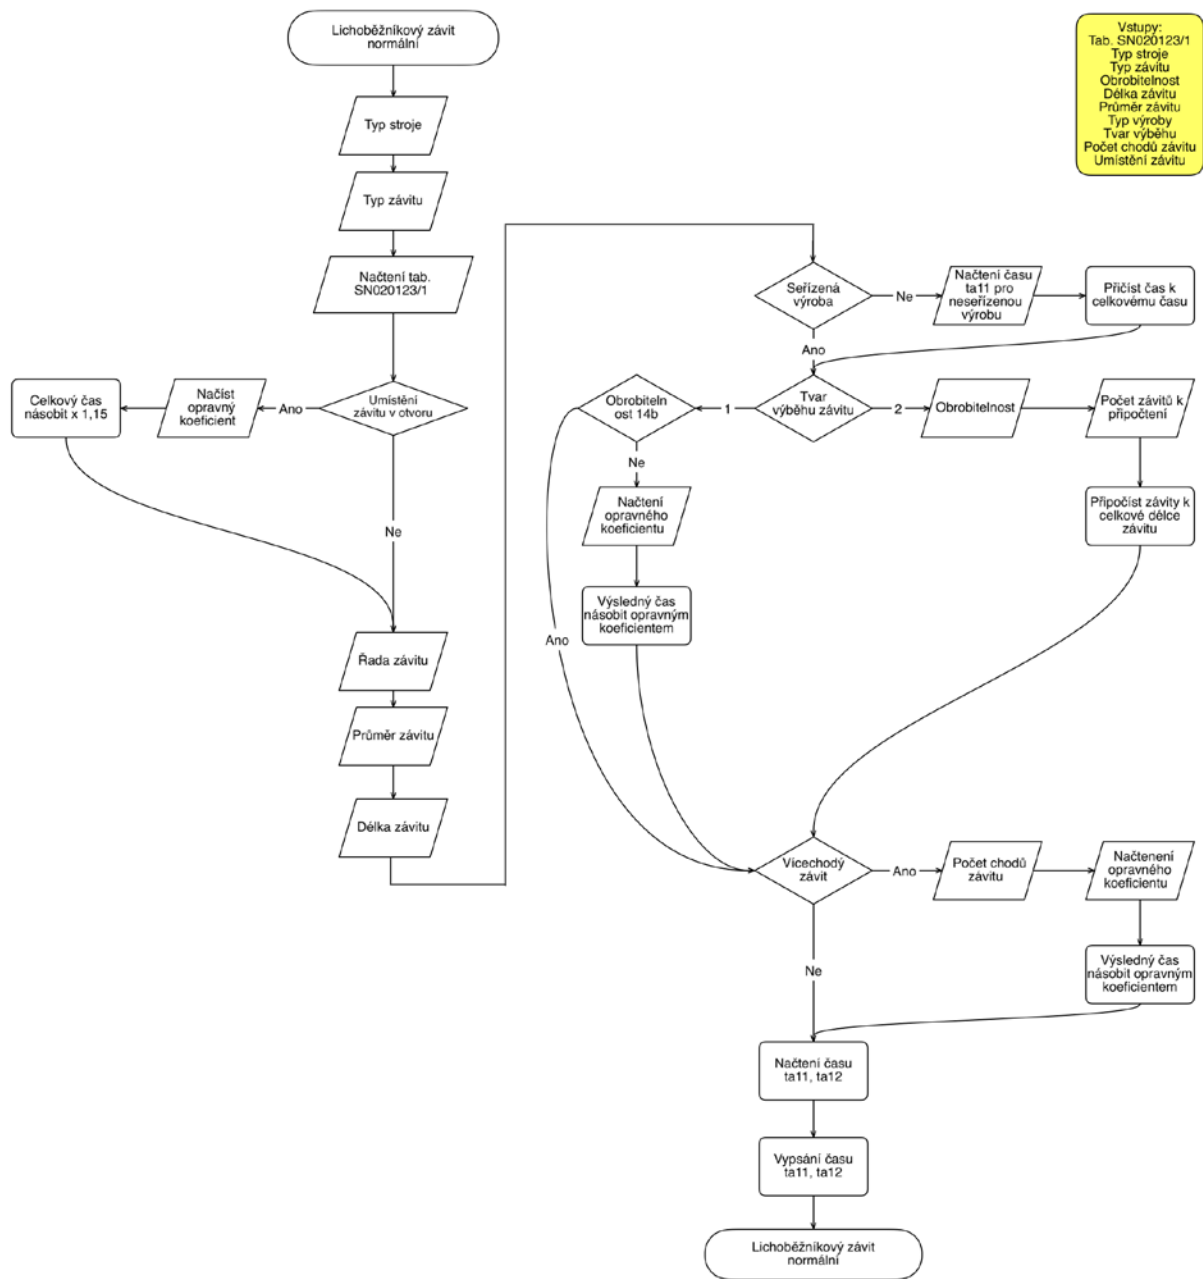 Lichoběžníkový závit
normální
Vstupy:
Tab. SN020123/1
Typ stroje
Typ závitu
Obrobitelnost
Délka závitu
Průměr závitu
Typ výroby
Tvar výběhu
Počet chodů závitu
Umístění závitu
Typ stroje
Typ závitu
Načtení tab.
SN020123/1
Umístění
závitu v otvoru
Ano
Načíst
opravný
koeficient
Celkový čas
násobit x 1,15
Ne
Řada závitu
Průměr závitu
Délka závitu
Seřízená
výroba
Ne
Načtení času
ta11 pro
neseřízenou
výrobu
Přičíst čas k
celkovému času
Ano
Tvar
výběhu závitu
1
Obrobiteln
ost 14b
2
Obrobitelnost
Počet závitů k
připočtení
Připočíst závity k
celkové délce
závitu
Ne
Načtení
opravného
koeficientu
Výsledný čas
násobit opravným
koeficientem
Ano
Vícechodý
závit
Ano
Počet chodů
závitu
Načtenení
opravného
koeficientu
Výsledný čas
násobit opravným
koeficientem
Ne
Načtení času
ta11, ta12
Vypsání času
ta11, ta12
Lichoběžníkový závit
normální